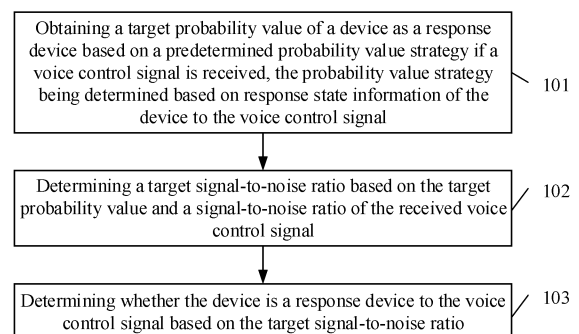 Obtaining a target probability value of a device as a response
device based on a predetermined probability value strategy if a
voice control signal is received, the probability value strategy
being determined based on response state information of the
device to the voice control signal
101
Determining a target signal-to-noise ratio based on the target
probability value and a signal-to-noise ratio of the received voice
control signal
102
Determining whether the device is a response device to the voice
control signal based on the target signal-to-noise ratio
103